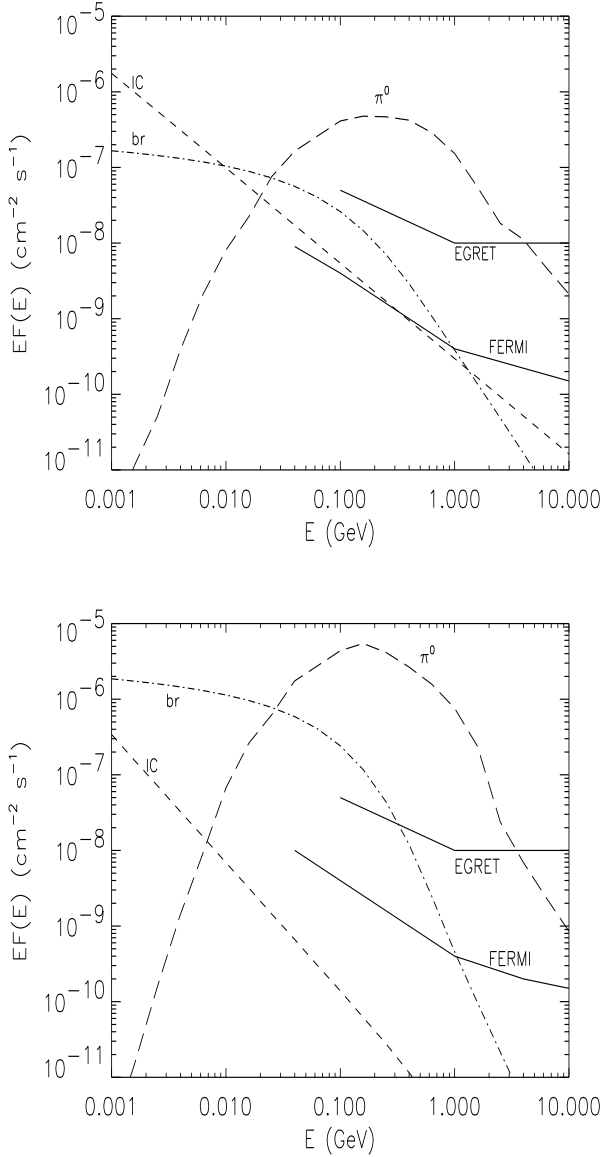 10⁻⁵
IC
π⁰
10⁻⁶
br
10⁻⁷
10⁻⁸
EGRET
10⁻⁹
FERMI
10⁻¹⁰
10⁻¹¹
EF(E) (cm⁻² s⁻¹)
0.001 0.010 0.100 1.000 10.000
E (GeV)
10⁻⁵
π⁰
10⁻⁶
br
IC
10⁻⁷
10⁻⁸
EGRET
10⁻⁹
FERMI
10⁻¹⁰
10⁻¹¹
EF(E) (cm⁻² s⁻¹)
0.001 0.010 0.100 1.000 10.000
E (GeV)